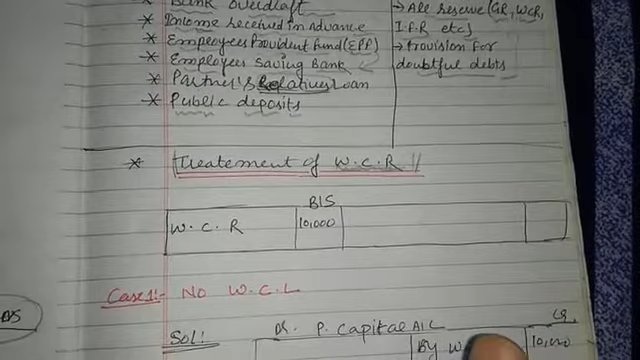 * Bank overdraft
* Income received in Advance
* Employees Provident Fund (EPF)
* Employees Saving Bank
* Partner's Relatives Loan
* Public deposits
→ All reserve (GR, WCR, I.F.R etc)
→ Provision For doubtful debts
* Treatement of W.C.R
B/S
W.C.R 10,000
Case 1:- NO W.C.L
Sol:
Dr. P. Capital A/C Cr.
By W 10,000